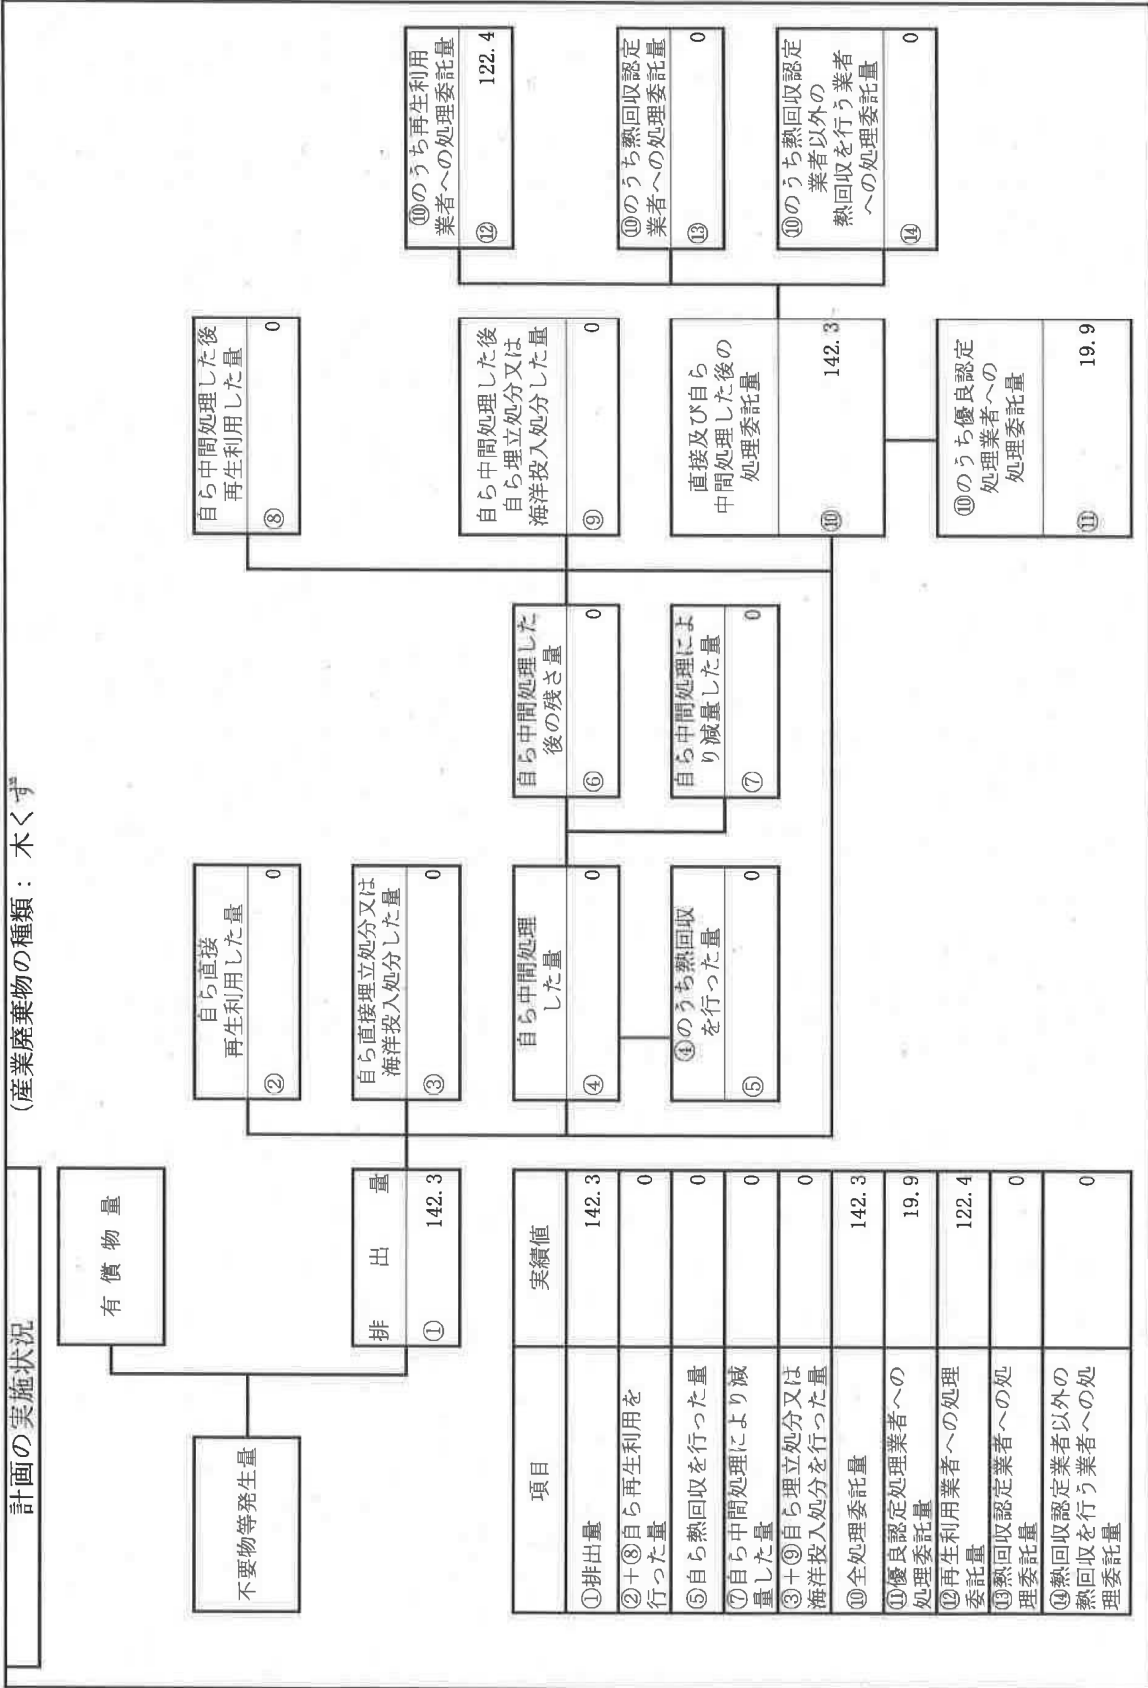 計画の実施状況
(産業廃棄物の種類： 木くず
不要物等発生量
有償物量
排出量
① 142.3
自ら直接
再生利用した量
② 0
自ら直接埋立処分又は
海洋投入処分した量
③ 0
自ら中間処理
した量
④ 0
④のうち熱回収
を行った量
⑤ 0
自ら中間処理した
後の残さ量
⑥ 0
自ら中間処理によ
り減量した量
⑦ 0
自ら中間処理した後
再生利用した量
⑧ 0
自ら中間処理した後
自ら埋立処分又は
海洋投入処分した量
⑨ 0
直接及び自ら
中間処理した後の
処理委託量
⑩ 142.3
⑩のうち優良認定
処理業者への
処理委託量
⑪ 19.9
⑩のうち再生利用
業者への処理委託量
⑫ 122.4
⑩のうち熱回収認定
業者への処理委託量
⑬ 0
⑩のうち熱回収認定
業者以外の
熱回収を行う業者
への処理委託量
⑭ 0
項目 実績値
①排出量 142.3
②+⑧自ら再生利用を
行った量 0
⑤自ら熱回収を行った量 0
⑦自ら中間処理により減
量した量 0
③+⑨自ら埋立処分又は
海洋投入処分を行った量 0
⑩全処理委託量 142.3
⑪優良認定処理業者への
処理委託量 19.9
⑫再生利用業者への処理
委託量 122.4
⑬熱回収認定業者への処
理委託量 0
⑭熱回収認定業者以外の
熱回収を行う業者への処
理委託量 0